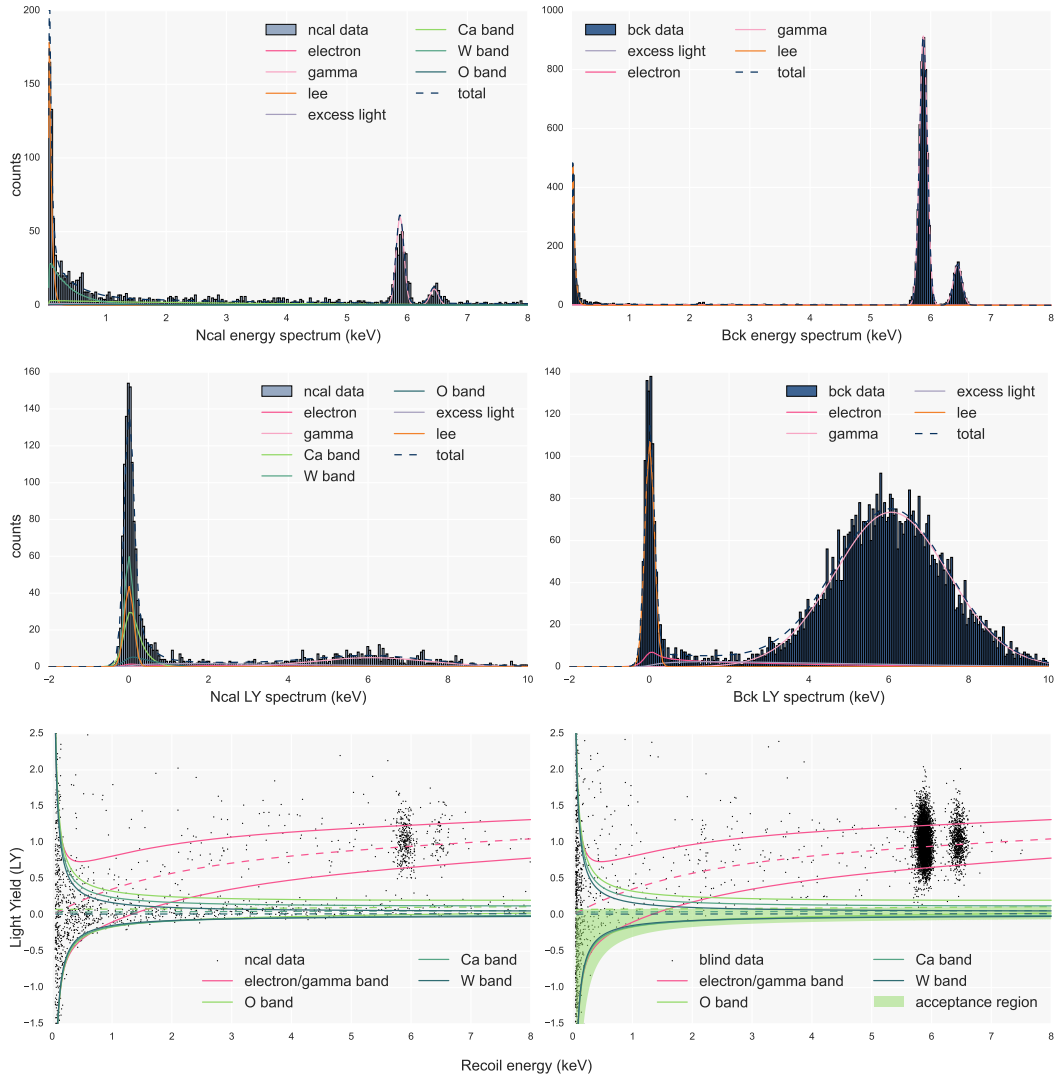 200
150
100
50
0
counts
ncal data
electron
gamma
lee
excess light
Ca band
W band
O band
total
1 2 3 4 5 6 7 8
Ncal energy spectrum (keV)
1000
800
600
400
200
0
bck data
excess light
electron
gamma
lee
total
1 2 3 4 5 6 7 8
Bck energy spectrum (keV)
160
140
120
100
80
60
40
20
0
counts
ncal data
electron
gamma
Ca band
W band
O band
excess light
lee
total
−2 0 2 4 6 8 10
Ncal LY spectrum (keV)
140
120
100
80
60
40
20
0
bck data
electron
gamma
excess light
lee
total
−2 0 2 4 6 8 10
Bck LY spectrum (keV)
2.5
2.0
1.5
1.0
0.5
0.0
−0.5
−1.0
−1.5
Light Yield (LY)
ncal data
electron/gamma band
O band
Ca band
W band
0 1 2 3 4 5 6 7 8
2.5
2.0
1.5
1.0
0.5
0.0
−0.5
−1.0
−1.5
blind data
electron/gamma band
O band
Ca band
W band
acceptance region
0 1 2 3 4 5 6 7 8
Recoil energy (keV)